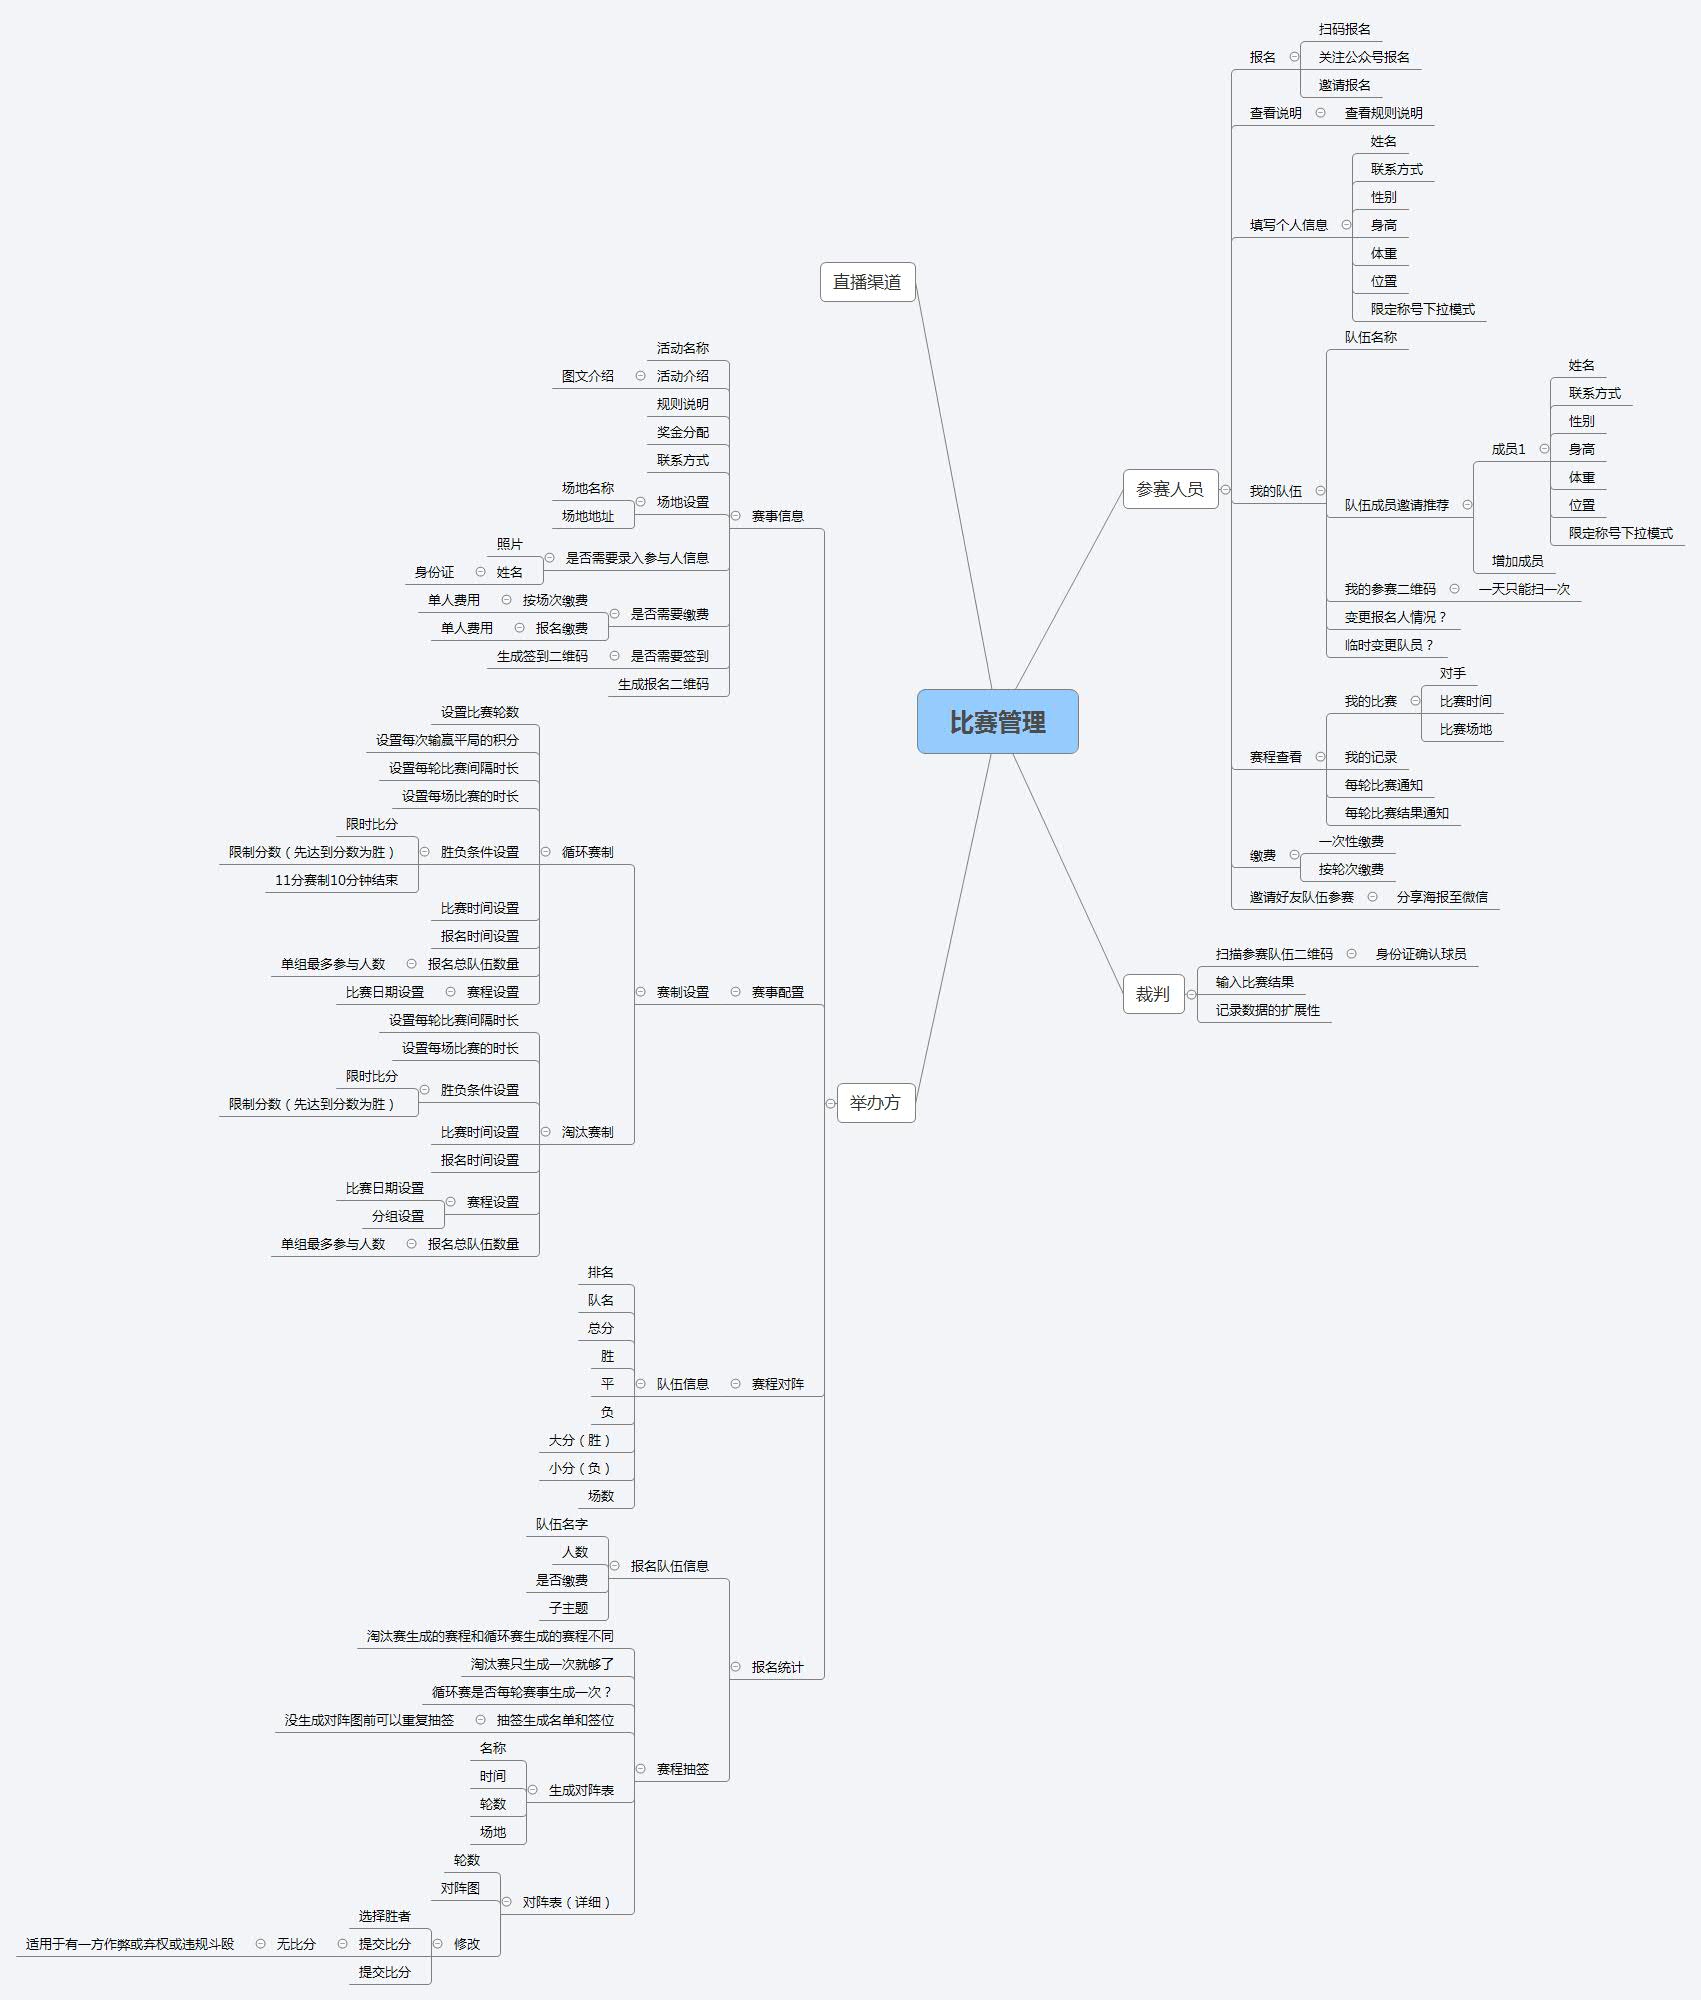 比赛管理
参赛人员
报名
扫码报名
关注公众号报名
邀请报名
查看说明
查看规则说明
填写个人信息
姓名
联系方式
性别
身高
体重
位置
限定称号下拉模式
我的队伍
队伍名称
队伍成员邀请推荐
成员1
姓名
联系方式
性别
身高
体重
位置
限定称号下拉模式
增加成员
我的参赛二维码
一天只能扫一次
变更报名人情况？
临时变更队员？
赛程查看
我的比赛
对手
比赛时间
比赛场地
我的记录
每轮比赛通知
每轮比赛结果通知
缴费
一次性缴费
按轮次缴费
邀请好友队伍参赛
分享海报至微信
裁判
扫描参赛队伍二维码
身份证确认球员
输入比赛结果
记录数据的扩展性
直播渠道
举办方
赛事信息
活动名称
活动介绍
图文介绍
规则说明
奖金分配
联系方式
场地设置
场地名称
场地地址
是否需要录入参与人信息
照片
姓名
身份证
是否需要缴费
按场次缴费
单人费用
报名缴费
单人费用
是否需要签到
生成签到二维码
生成报名二维码
赛事配置
赛制设置
循环赛制
设置比赛轮数
设置每次输赢平局的积分
设置每轮比赛间隔时长
设置每场比赛的时长
胜负条件设置
限时比分
限制分数（先达到分数为胜）
11分赛制10分钟结束
比赛时间设置
报名时间设置
报名总队伍数量
单组最多参与人数
赛程设置
比赛日期设置
淘汰赛制
设置每轮比赛间隔时长
设置每场比赛的时长
胜负条件设置
限时比分
限制分数（先达到分数为胜）
比赛时间设置
报名时间设置
赛程设置
比赛日期设置
分组设置
报名总队伍数量
单组最多参与人数
赛程对阵
队伍信息
排名
队名
总分
胜
平
负
大分（胜）
小分（负）
场数
报名统计
报名队伍信息
队伍名字
人数
是否缴费
子主题
赛程抽签
淘汰赛生成的赛程和循环赛生成的赛程不同
淘汰赛只生成一次就够了
循环赛是否每轮赛事生成一次？
抽签生成名单和签位
没生成对阵图前可以重复抽签
生成对阵表
名称
时间
轮数
场地
对阵表（详细）
轮数
对阵图
修改
选择胜者
提交比分
无比分
适用于有一方作弊或弃权或违规斗殴
提交比分